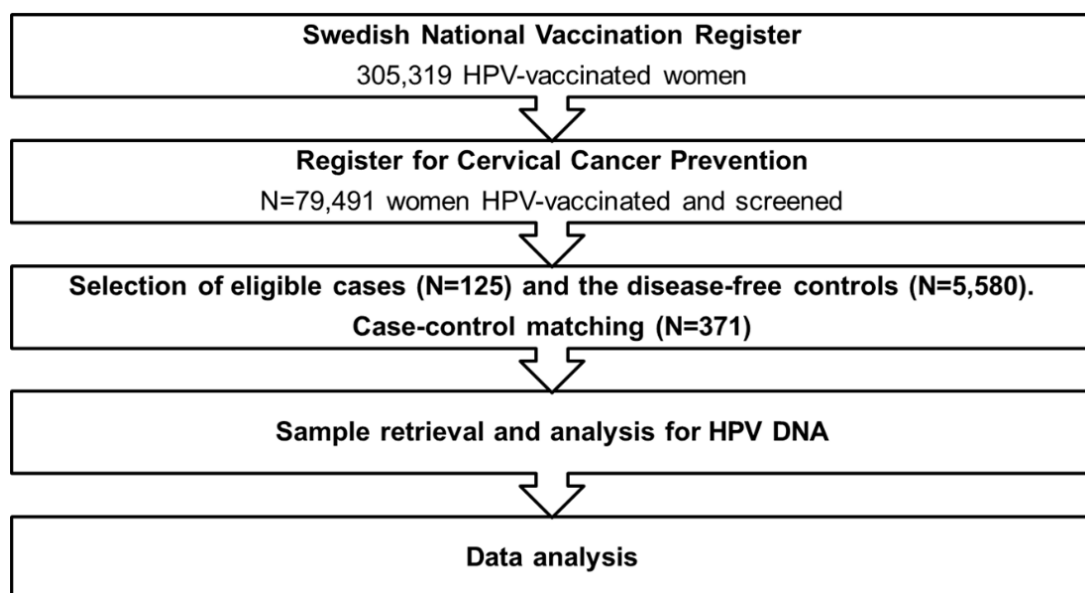 Swedish National Vaccination Register
305,319 HPV-vaccinated women
Register for Cervical Cancer Prevention
N=79,491 women HPV-vaccinated and screened
Selection of eligible cases (N=125) and the disease-free controls (N=5,580).
Case-control matching (N=371)
Sample retrieval and analysis for HPV DNA
Data analysis